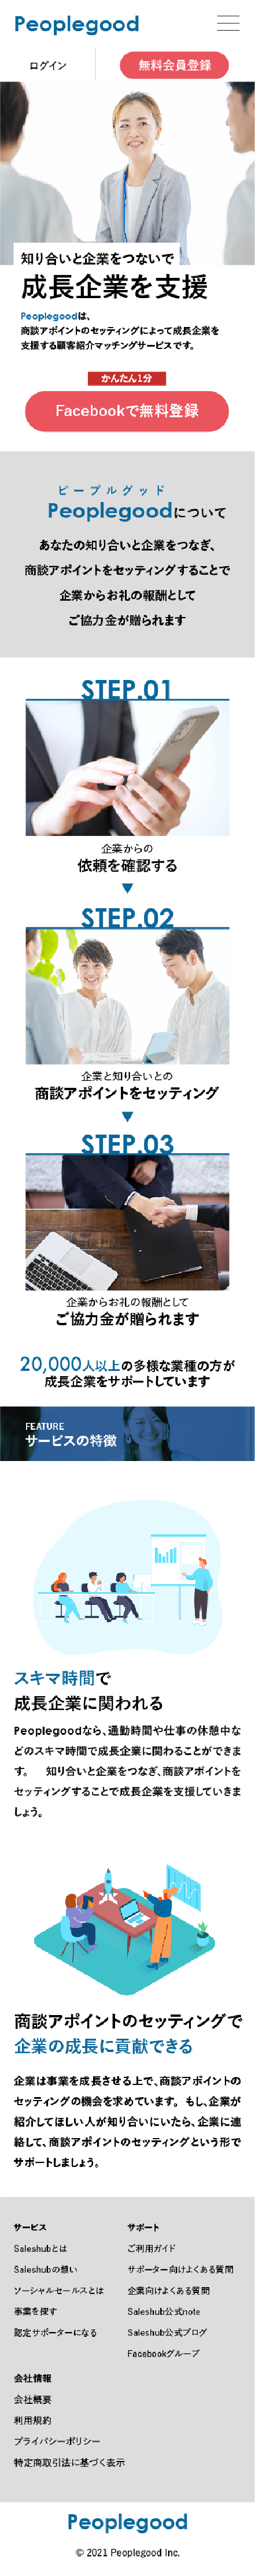 Peoplegood
ログイン
無料会員登録
知り合いと企業をつないで
成長企業を支援
Peoplegoodは、
商談アポイントのセッティングによって成長企業を
支援する顧客紹介マッチングサービスです。
かんたん1分
Facebookで無料登録
ピープルグッド
Peoplegoodについて
あなたの知り合いと企業をつなぎ、
商談アポイントをセッティングすることで
企業からお礼の報酬として
ご協力金が贈られます
STEP.01
企業からの
依頼を確認する
STEP.02
企業と知り合いとの
商談アポイントをセッティング
STEP.03
企業からお礼の報酬として
ご協力金が贈られます
20,000人以上の多様な業種の方が
成長企業をサポートしています
FEATURE
サービスの特徴
スキマ時間で
成長企業に関われる
Peoplegoodなら、通勤時間や仕事の休憩中な
どのスキマ時間で成長企業に関わることができま
す。 知り合いと企業をつなぎ、商談アポイントを
セッティングすることで成長企業を支援していきま
しょう。
商談アポイントのセッティングで
企業の成長に貢献できる
企業は事業を成長させる上で、商談アポイントの
セッティングの機会を求めています。 もし、企業が
紹介してほしい人が知り合いにいたら、企業に連
絡して、商談アポイントのセッティングという形で
サポートしましょう。
サービス
Saleshubとは
Saleshubの想い
ソーシャルセールスとは
事業を探す
認定サポーターになる
サポート
ご利用ガイド
サポーター向けよくある質問
企業向けよくある質問
Saleshub公式note
Saleshub公式ブログ
Facebookグループ
会社情報
会社概要
利用規約
プライバシーポリシー
特定商取引法に基づく表示
Peoplegood
© 2021 Peoplegood Inc.